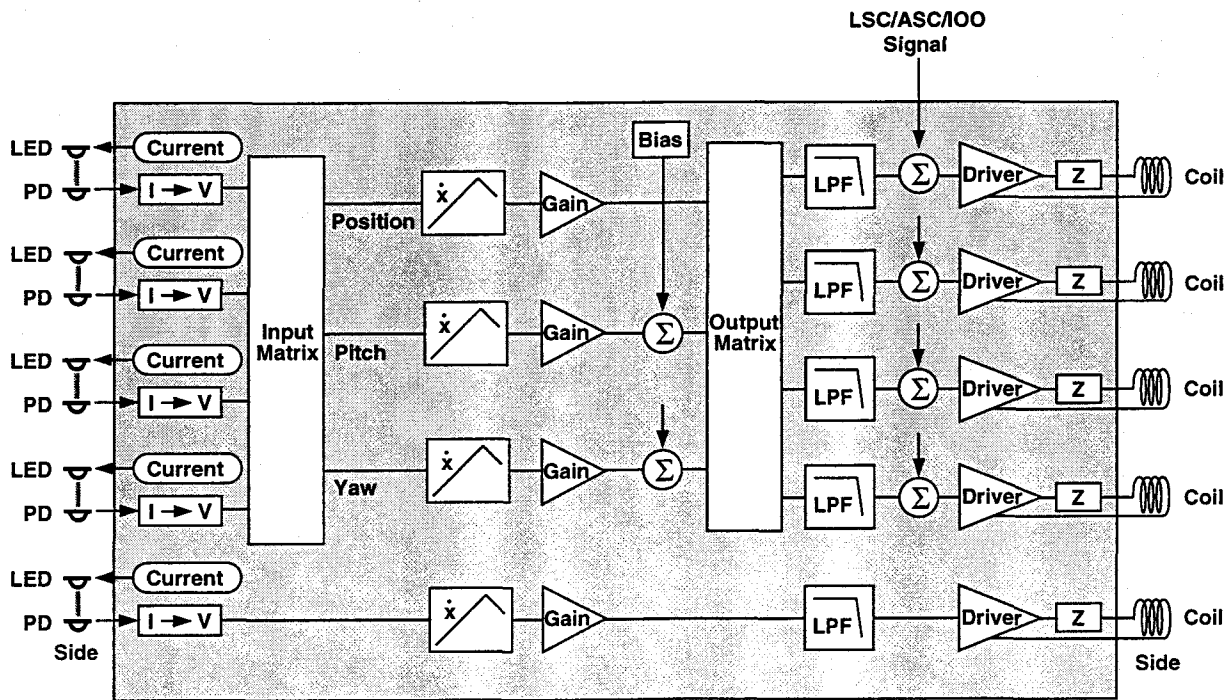 LSC/ASC/IOO
Signal
LED
Current
PD
I → V
LED
Current
PD
I → V
LED
Current
PD
I → V
LED
Current
PD
I → V
LED
Current
PD
I → V
Side
Input
Matrix
Position
Pitch
Yaw
ẋ
Gain
ẋ
Gain
ẋ
Gain
ẋ
Gain
Bias
Σ
Σ
Output
Matrix
LPF
Σ
Driver
Z
Coil
LPF
Σ
Driver
Z
Coil
LPF
Σ
Driver
Z
Coil
LPF
Σ
Driver
Z
Coil
LPF
Driver
Z
Coil
Side